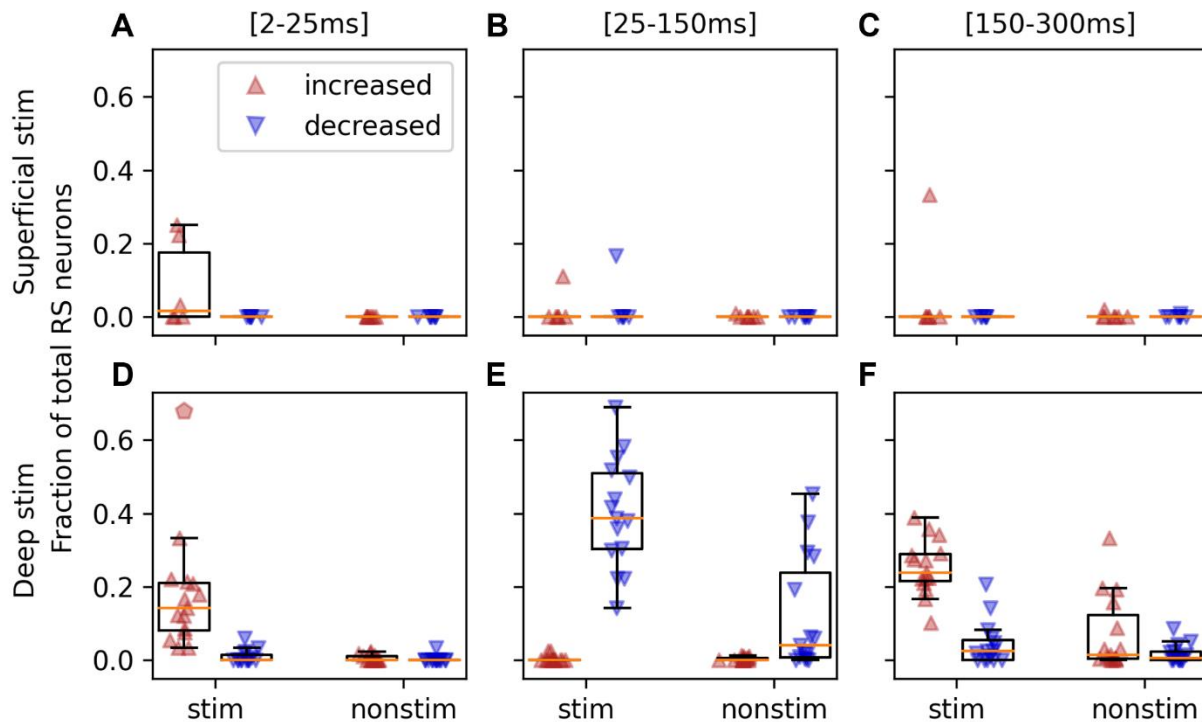 A [2-25ms] B [25-150ms] C [150-300ms]
Superficial stim
Deep stim
Fraction of total RS neurons
increased
decreased
0.6
0.4
0.2
0.0
D E F
0.6
0.4
0.2
0.0
stim nonstim stim nonstim stim nonstim